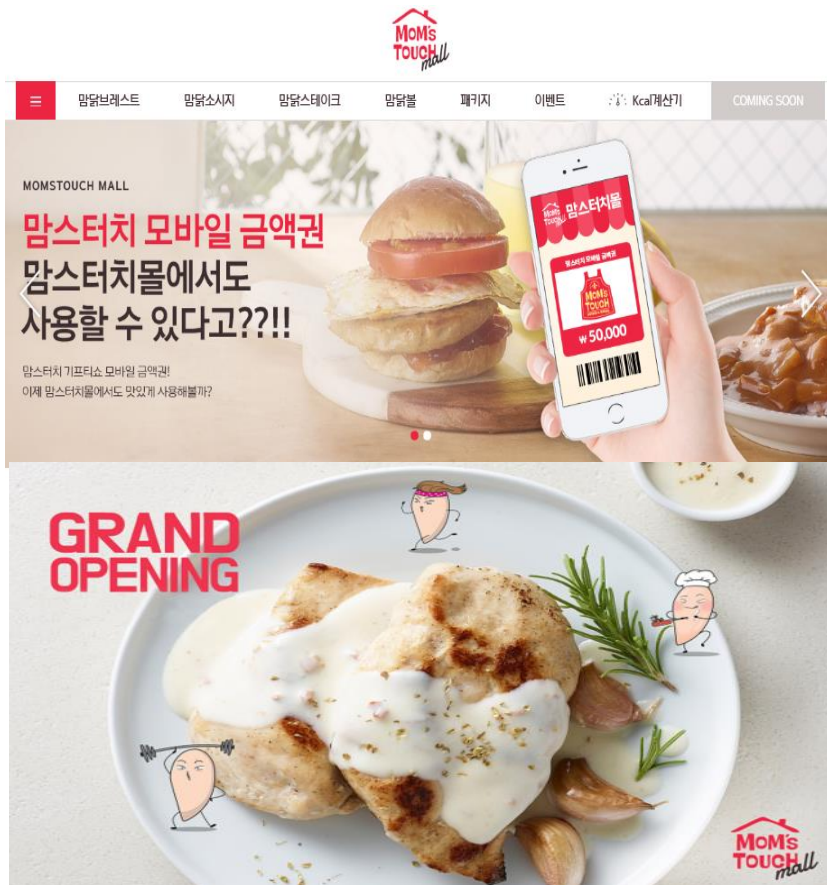 MOM'S
TOUCH
mall
☰ 맘닭브레스트 맘닭소시지 맘닭스테이크 맘닭볼 패키지 이벤트 Kcal계산기 COMING SOON
MOMSTOUCH MALL
맘스터치 모바일 금액권
맘스터치몰에서도
사용할 수 있다고??!!
맘스터치 기프티쇼 모바일 금액권!
이제 맘스터치몰에서도 맛있게 사용해볼까?
MOM'S
TOUCH
mall
맘스터치몰
맘스터치 모바일 금액권
MOM'S
TOUCH
₩ 50,000
GRAND
OPENING
MOM'S
TOUCH
mall